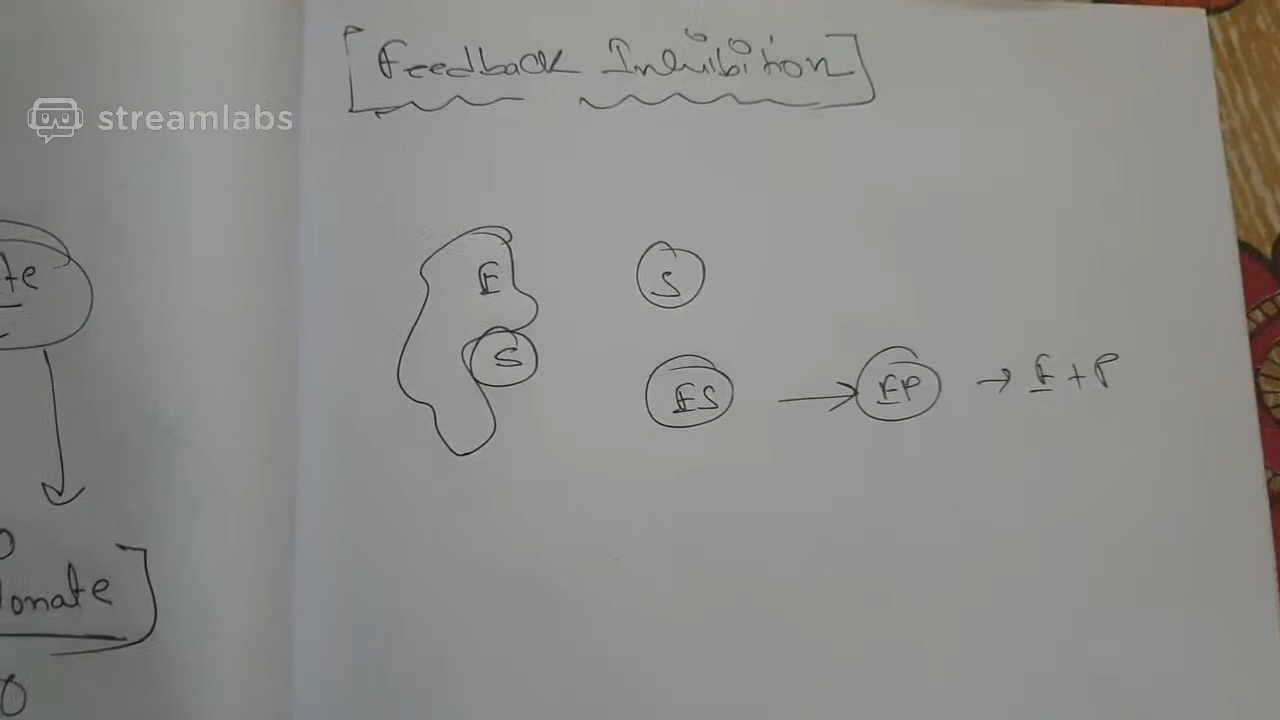 [Feedback Inhibition]
streamlabs
te
E
S
S
ES → EP → E + P
lonate]